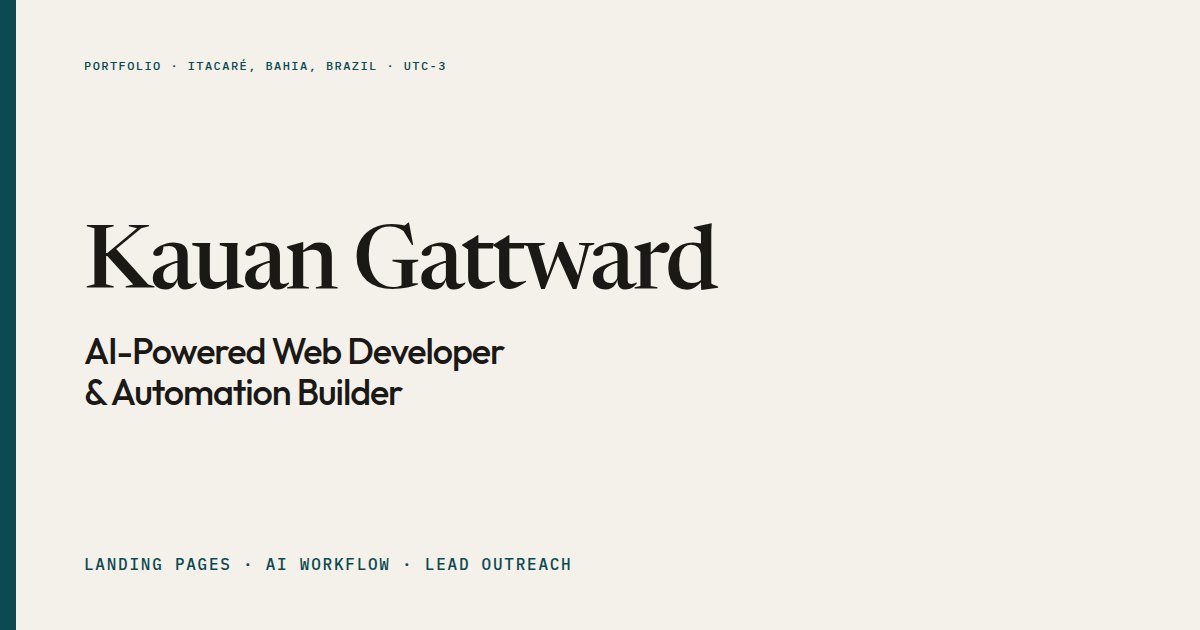 PORTFOLIO · ITACARÉ, BAHIA, BRAZIL · UTC-3
Kauan Gattward
AI-Powered Web Developer
& Automation Builder
LANDING PAGES · AI WORKFLOW · LEAD OUTREACH